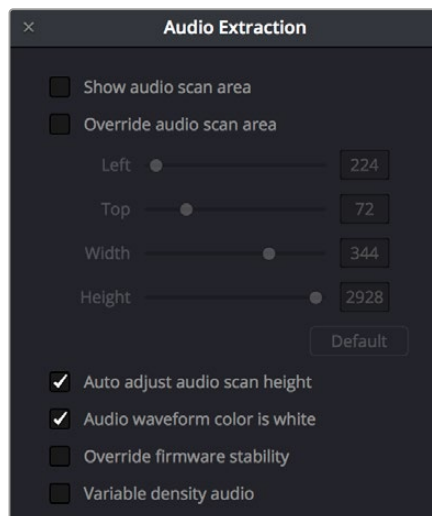 Audio Extraction
Show audio scan area
Override audio scan area
Left 224
Top 72
Width 344
Height 2928
Default
Auto adjust audio scan height
Audio waveform color is white
Override firmware stability
Variable density audio